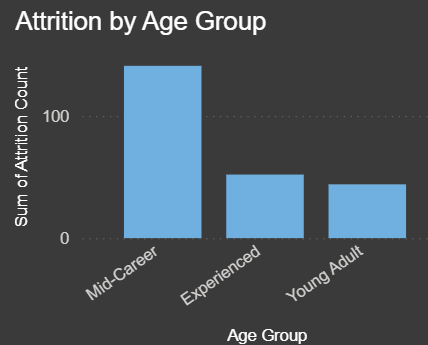 Attrition by Age Group
Sum of Attrition Count
100
0
Mid-Career
Experienced
Young Adult
Age Group